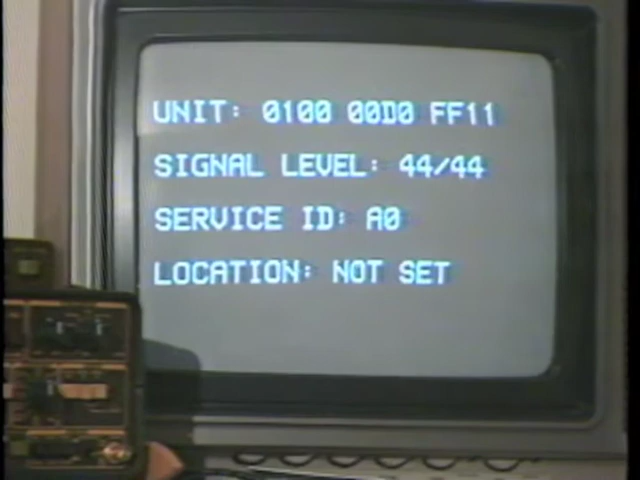 UNIT: 0100 00D0 FF11
SIGNAL LEVEL: 44/44
SERVICE ID: A0
LOCATION: NOT SET